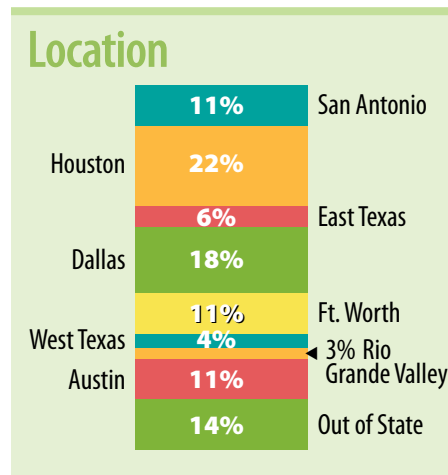 Location
11% San Antonio
Houston 22%
6% East Texas
Dallas 18%
11% Ft. Worth
West Texas 4%
3% Rio
Grande Valley
Austin 11%
14% Out of State